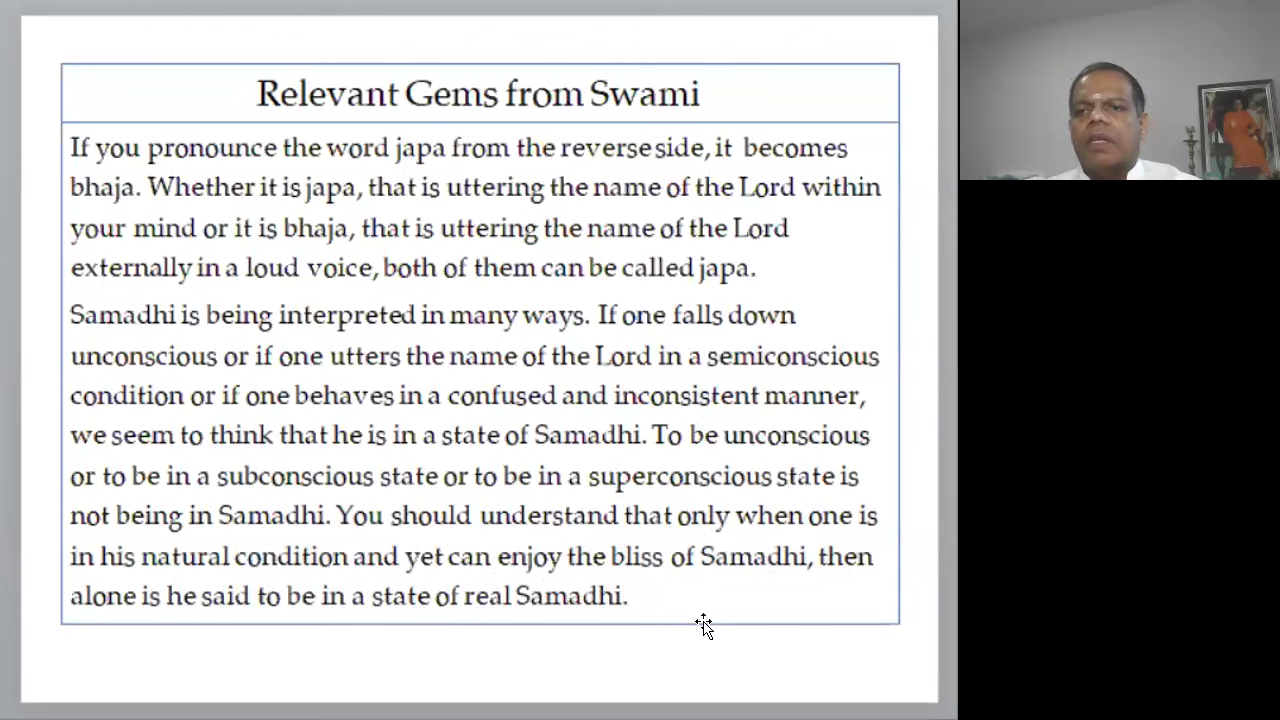 Relevant Gems from Swami
If you pronounce the word japa from the reverse side, it becomes
bhaja. Whether it is japa, that is uttering the name of the Lord within
your mind or it is bhaja, that is uttering the name of the Lord
externally in a loud voice, both of them can be called japa.
Samadhi is being interpreted in many ways. If one falls down
unconscious or if one utters the name of the Lord in a semiconscious
condition or if one behaves in a confused and inconsistent manner,
we seem to think that he is in a state of Samadhi. To be unconscious
or to be in a subconscious state or to be in a superconscious state is
not being in Samadhi. You should understand that only when one is
in his natural condition and yet can enjoy the bliss of Samadhi, then
alone is he said to be in a state of real Samadhi.